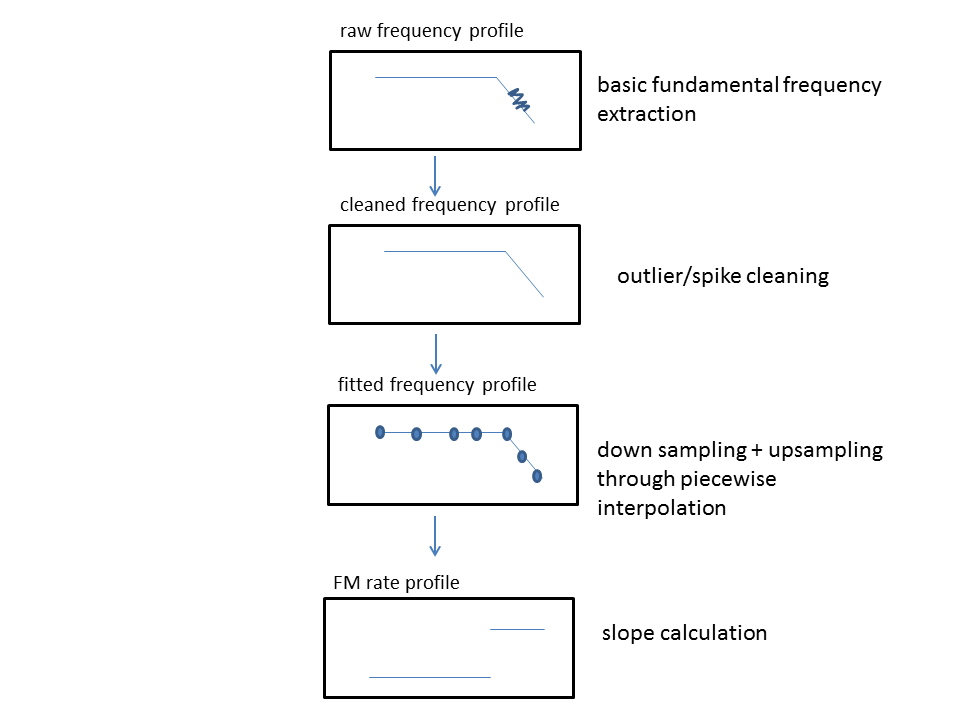 raw frequency profile
basic fundamental frequency
extraction
cleaned frequency profile
outlier/spike cleaning
fitted frequency profile
down sampling + upsampling
through piecewise
interpolation
FM rate profile
slope calculation